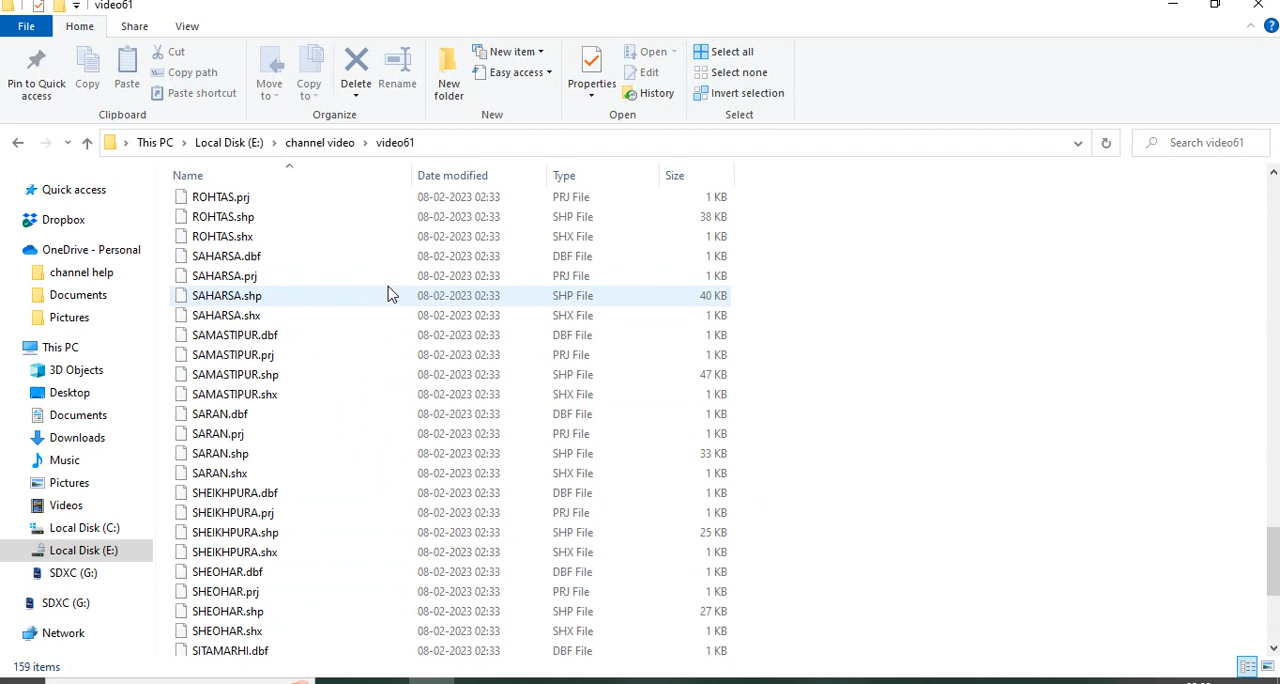 video61
File Home Share View
Pin to Quick access
Copy
Paste
Cut
Copy path
Paste shortcut
Clipboard
Move to
Copy to
Delete
Rename
Organize
New folder
New item
Easy access
New
Properties
Open
Edit
History
Open
Select all
Select none
Invert selection
Select
This PC Local Disk (E:) channel video video61
Search video61
Name Date modified Type Size
Quick access
Dropbox
OneDrive - Personal
channel help
Documents
Pictures
This PC
3D Objects
Desktop
Documents
Downloads
Music
Pictures
Videos
Local Disk (C:)
Local Disk (E:)
SDXC (G:)
SDXC (G:)
Network
ROHTAS.prj 08-02-2023 02:33 PRJ File 1 KB
ROHTAS.shp 08-02-2023 02:33 SHP File 38 KB
ROHTAS.shx 08-02-2023 02:33 SHX File 1 KB
SAHARSA.dbf 08-02-2023 02:33 DBF File 1 KB
SAHARSA.prj 08-02-2023 02:33 PRJ File 1 KB
SAHARSA.shp 08-02-2023 02:33 SHP File 40 KB
SAHARSA.shx 08-02-2023 02:33 SHX File 1 KB
SAMASTIPUR.dbf 08-02-2023 02:33 DBF File 1 KB
SAMASTIPUR.prj 08-02-2023 02:33 PRJ File 1 KB
SAMASTIPUR.shp 08-02-2023 02:33 SHP File 47 KB
SAMASTIPUR.shx 08-02-2023 02:33 SHX File 1 KB
SARAN.dbf 08-02-2023 02:33 DBF File 1 KB
SARAN.prj 08-02-2023 02:33 PRJ File 1 KB
SARAN.shp 08-02-2023 02:33 SHP File 33 KB
SARAN.shx 08-02-2023 02:33 SHX File 1 KB
SHEIKHPURA.dbf 08-02-2023 02:33 DBF File 1 KB
SHEIKHPURA.prj 08-02-2023 02:33 PRJ File 1 KB
SHEIKHPURA.shp 08-02-2023 02:33 SHP File 25 KB
SHEIKHPURA.shx 08-02-2023 02:33 SHX File 1 KB
SHEOHAR.dbf 08-02-2023 02:33 DBF File 1 KB
SHEOHAR.prj 08-02-2023 02:33 PRJ File 1 KB
SHEOHAR.shp 08-02-2023 02:33 SHP File 27 KB
SHEOHAR.shx 08-02-2023 02:33 SHX File 1 KB
SITAMARHI.dbf 08-02-2023 02:33 DBF File 1 KB
159 items